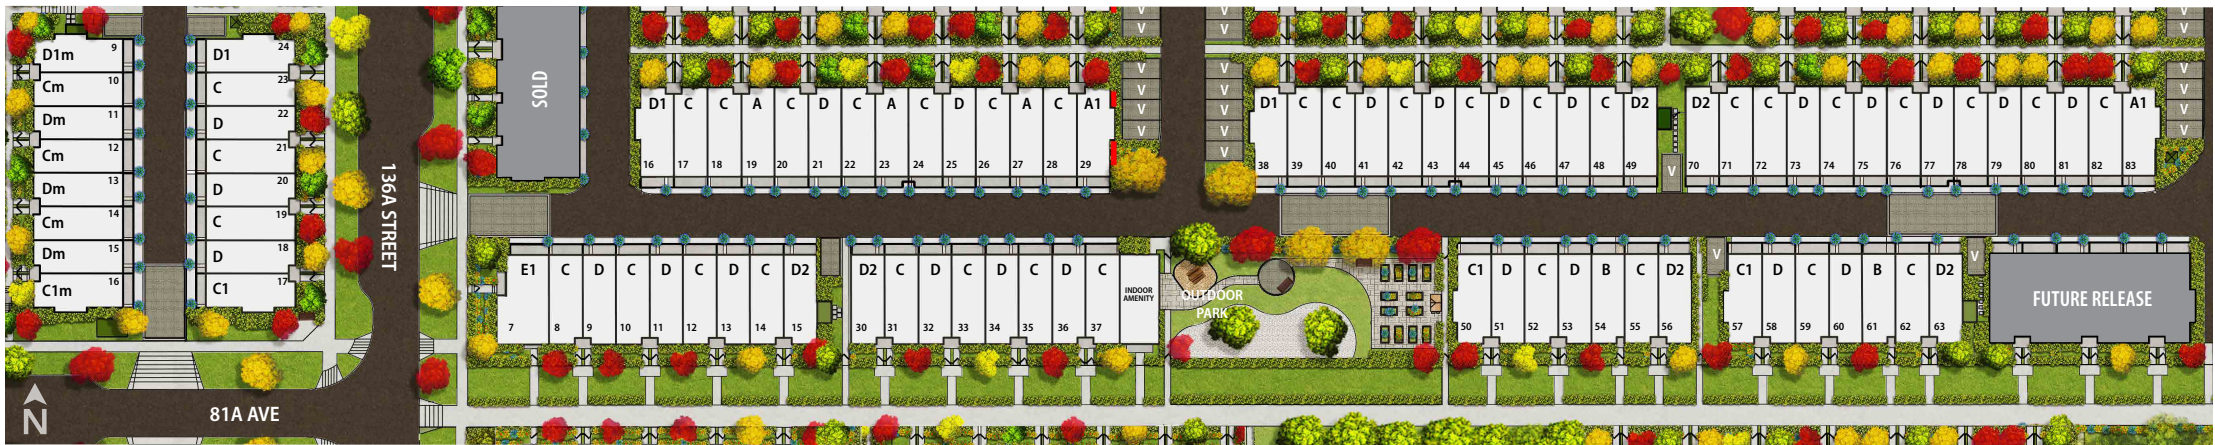 D1m 9
Cm 10
Dm 11
Cm 12
Dm 13
Cm 14
Dm 15
C1m 16
D1 24
C 23
D 22
C 21
D 20
C 19
D 18
C1 17
136A STREET
81A AVE
N
SOLD
D1 C C A C D C A C D C A C A1
16 17 18 19 20 21 22 23 24 25 26 27 28 29
V
V
V
V
V
V
V
V
V
V
V
V
V
D1 C C D C D C D C D C D2
38 39 40 41 42 43 44 45 46 47 48 49
V
D2 C C D C D C D C D C D C A1
70 71 72 73 74 75 76 77 78 79 80 81 82 83
V
V
V
V
V
V
E1 C D C D C D C D2
7 8 9 10 11 12 13 14 15
D2 C D C D C D C
30 31 32 33 34 35 36 37
INDOOR
AMENITY
OUTDOOR
PARK
C1 D C D B C D2
50 51 52 53 54 55 56
V
C1 D C D B C D2
57 58 59 60 61 62 63
V
FUTURE RELEASE